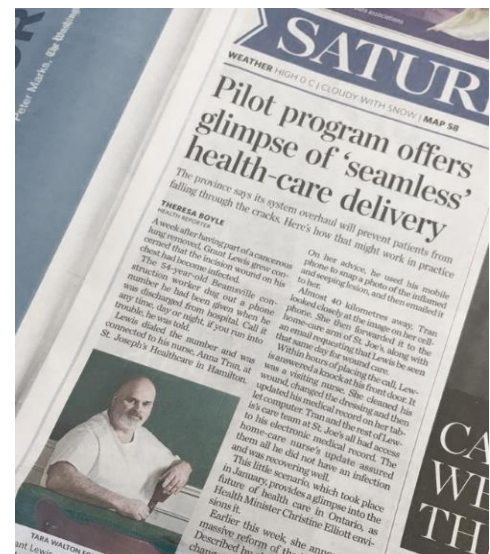 Peter Marks, The Washing
SATUR
WEATHER HIGH 0 C | CLOUDY WITH SNOW | MAP S8
Pilot program offers
glimpse of ‘seamless’
health-care delivery
The province says its system overhaul will prevent patients from
falling through the cracks. Here’s how that might work in practice
THERESA BOYLE
HEALTH REPORTER
A week after having part of a cancerous
lung removed, Grant Lewis grew con-
cerned that the incision wound on his
chest had become infected.
The 54-year-old Beamsville con-
struction worker dug out a phone
number he had been given when he
was discharged from hospital. Call it
any time, day or night, if you run into
trouble, he was told.
Lewis dialed the number and was
connected to his nurse, Anna Tran, at
St. Joseph’s Healthcare in Hamilton.
On her advice, he used his mobile
phone to snap a photo of the inflamed
and seeping lesion, and then emailed it
to her.
Almost 40 kilometres away, Tran
looked closely at the image on her cell-
phone. She then forwarded it to the
home-care arm of St. Joe’s, along with
an email requesting that Lewis be seen
that same day for wound care.
Within hours of placing the call, Lew-
is answered a knock at his front door. It
was a visiting nurse. She cleaned his
wound, changed the dressing and then
updated his medical record on her tab-
let computer. Tran and the rest of Lew-
is’s care team at St. Joe’s all had access
to his electronic medical record. The
home-care nurse’s update assured
them all he did not have an infection
and was recovering well.
This little scenario, which took place
in January, provides a glimpse into the
future of health care in Ontario, as
Health Minister Christine Elliott envi-
sions it.
Earlier this week, she
massive reform of the
Described by
TARA WALTON
CA
WE
TH